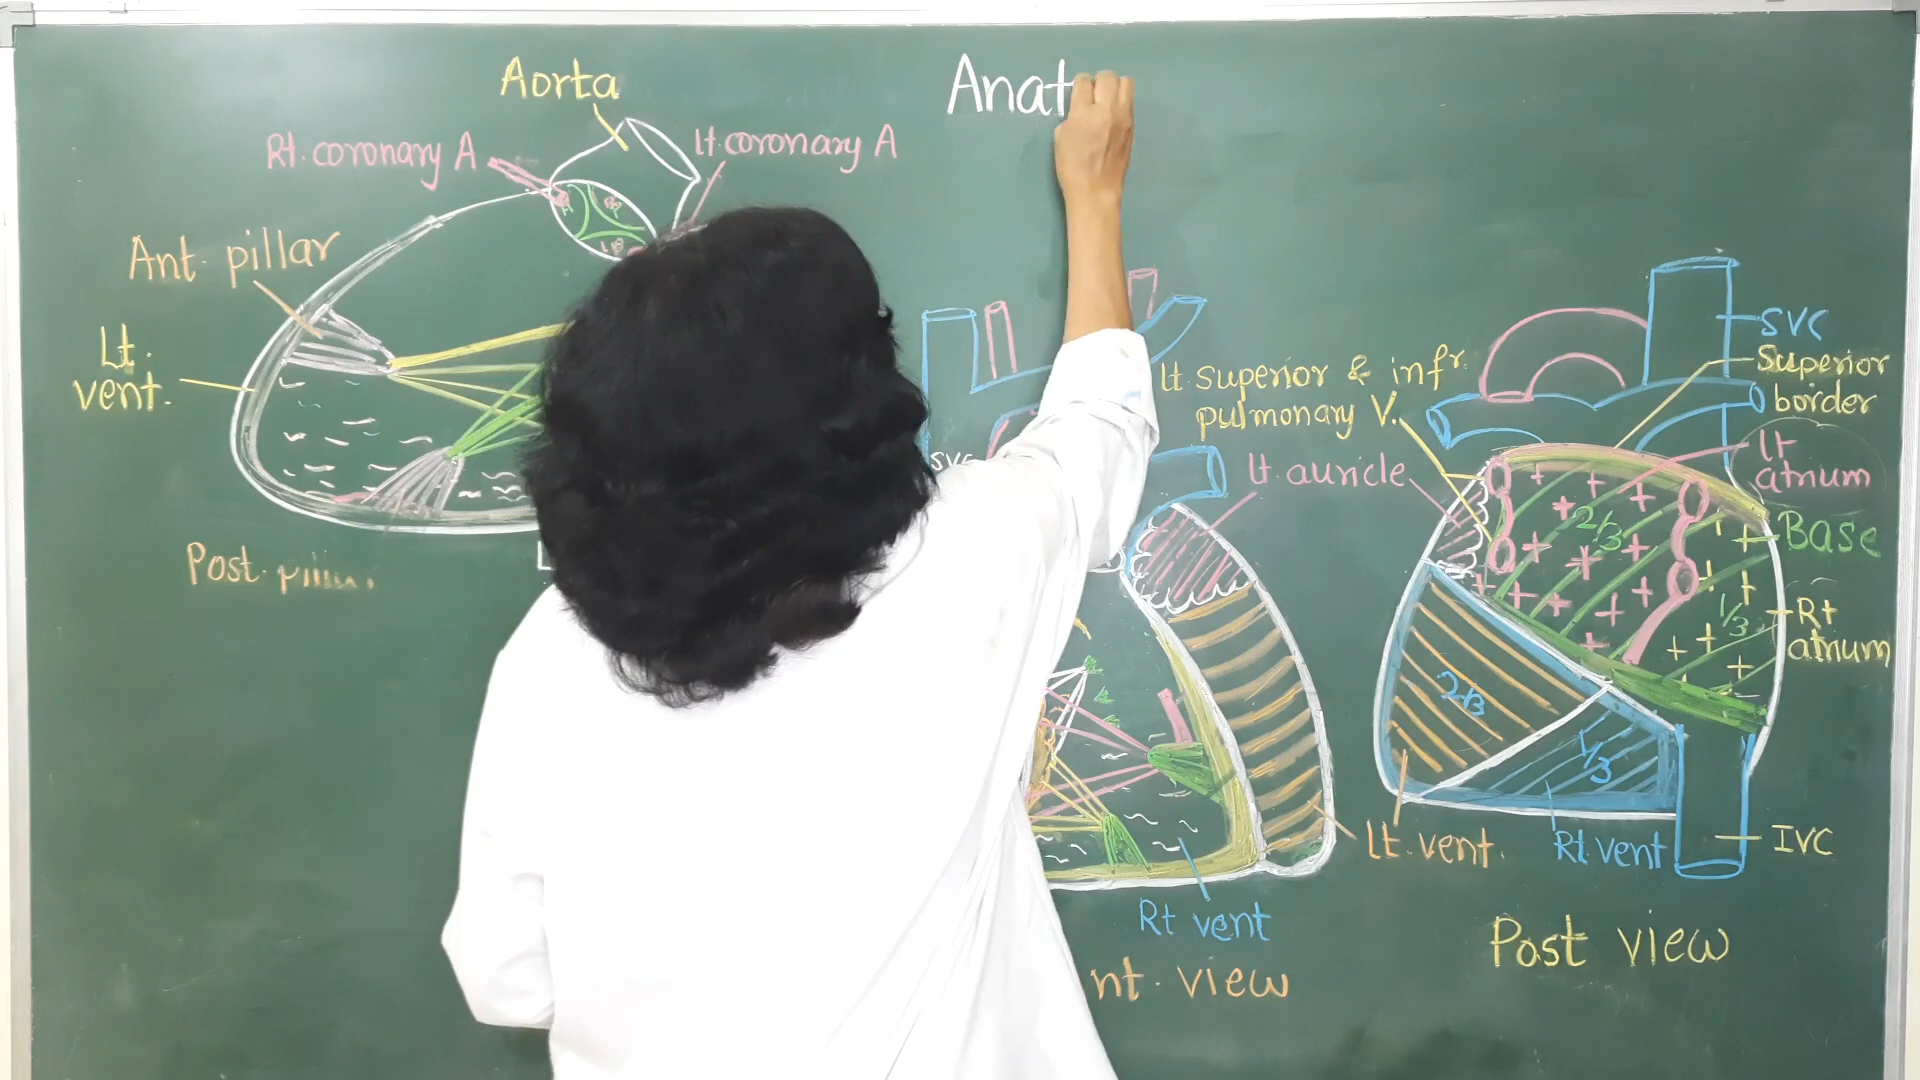 Aorta
Anat
Rt. coronary A
Lt. coronary A
Ant. pillar
Lt.
vent.
Post.
SVC
Lt. superior & infr.
pulmonary V.
Lt. auricle
Rt vent
nt. view
SVC
Superior
border
Lt
atrium
Base
Rt
atrium
2/3
1/3
2/3
1/3
Lt. vent.
Rt vent
IVC
Post view